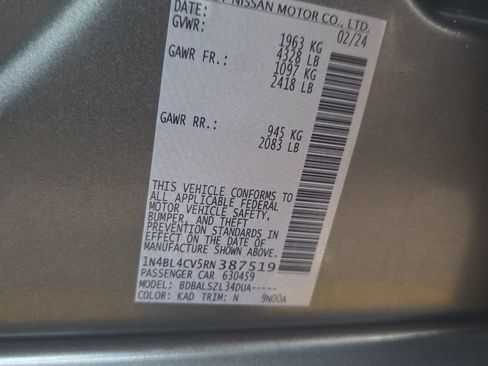 NISSAN MOTOR CO., LTD.
DATE: 02/24
GVWR: 1963 KG
4328 LB
GAWR FR.: 1097 KG
2418 LB
GAWR RR.: 945 KG
2083 LB
THIS VEHICLE CONFORMS TO
ALL APPLICABLE FEDERAL
MOTOR VEHICLE SAFETY,
BUMPER, AND THEFT
PREVENTION STANDARDS IN
EFFECT ON THE DATE OF
MANUFACTURE SHOWN ABOVE.
1N4BL4CV5RN387519
PASSENGER CAR 630459
MODEL: BDBALSZL34DUA-----
COLOR: KAD TRIM: N 9N00A